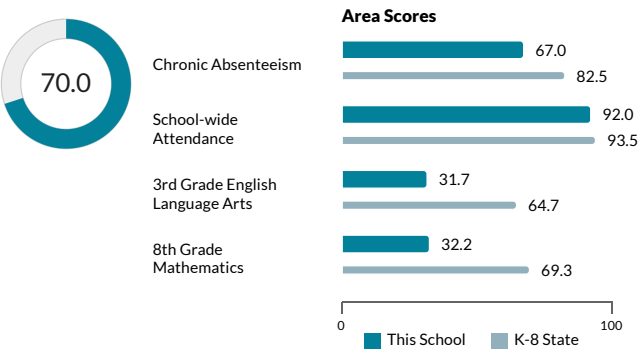 Area Scores
70.0
Chronic Absenteeism
67.0
82.5
School-wide
Attendance
92.0
93.5
3rd Grade English
Language Arts
31.7
64.7
8th Grade
Mathematics
32.2
69.3
0 100
This School K-8 State